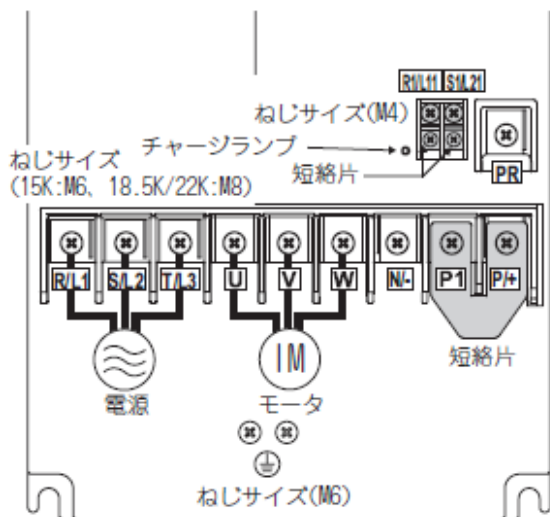 R1/L11 S1/L21
ねじサイズ(M4)
チャージランプ
短絡片
PR
ねじサイズ
(15K:M6、18.5K/22K:M8)
R/L1 S/L2 T/L3 U V W N/- P1 P/+
IM
短絡片
電源
モータ
ねじサイズ(M6)